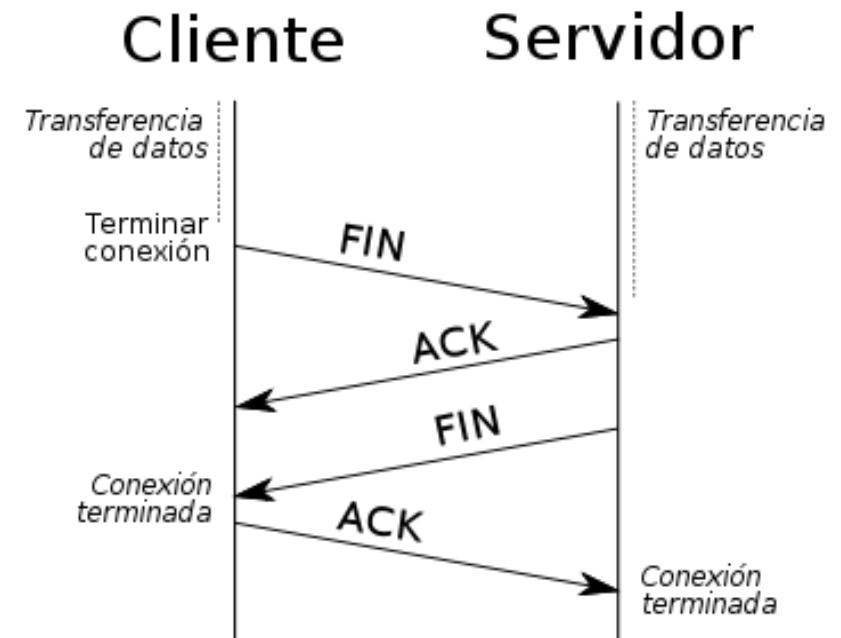 Cliente
Servidor
Transferencia
de datos
Transferencia
de datos
Terminar
conexión
FIN
ACK
FIN
Conexión
terminada
ACK
Conexión
terminada